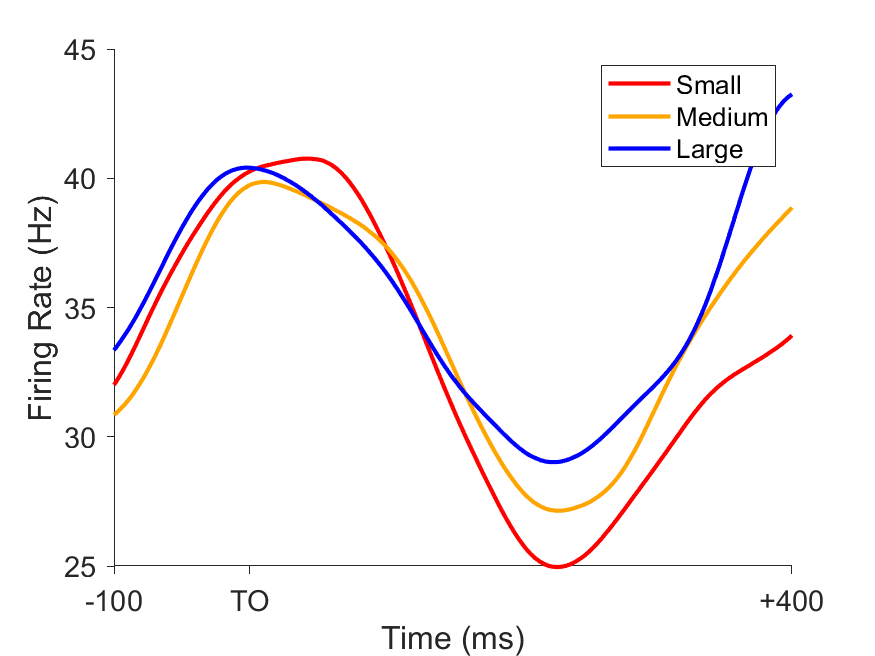 45
40
35
30
25
Firing Rate (Hz)
Small
Medium
Large
-100
TO
+400
Time (ms)